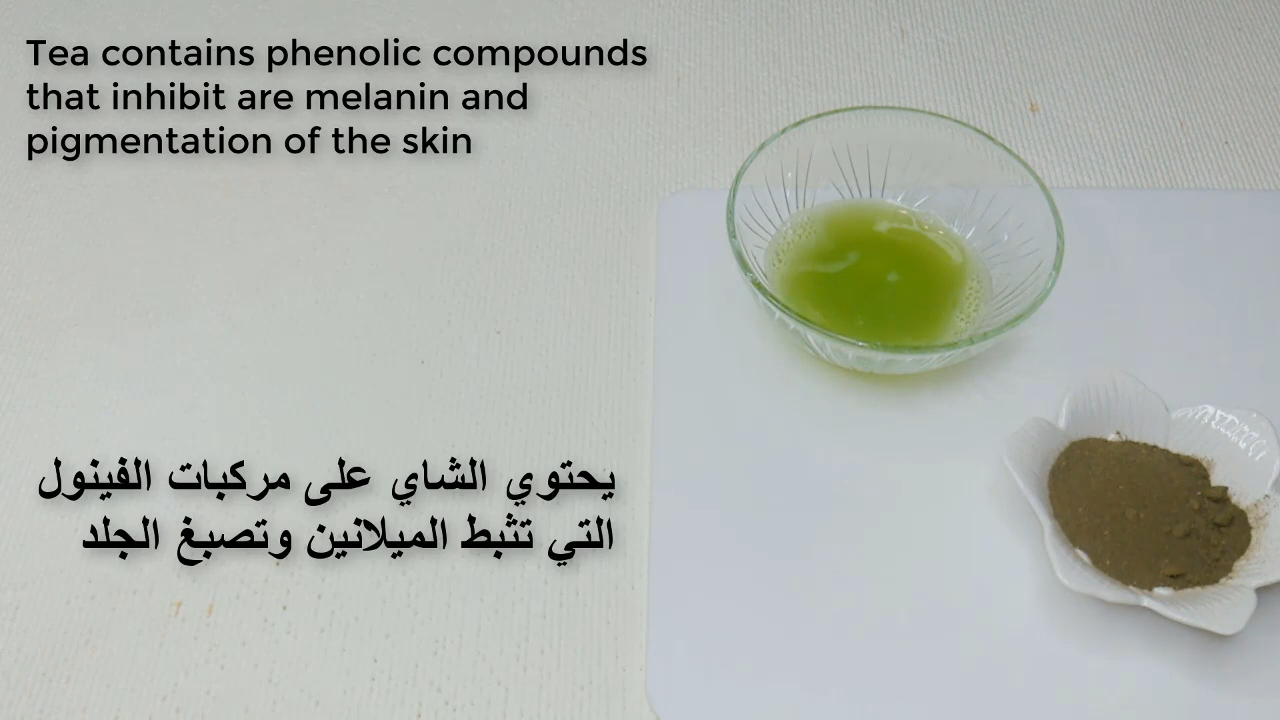 Tea contains phenolic compounds
that inhibit are melanin and
pigmentation of the skin
يحتوي الشاي على مركبات الفينول
التي تثبط الميلانين وتصبغ الجلد